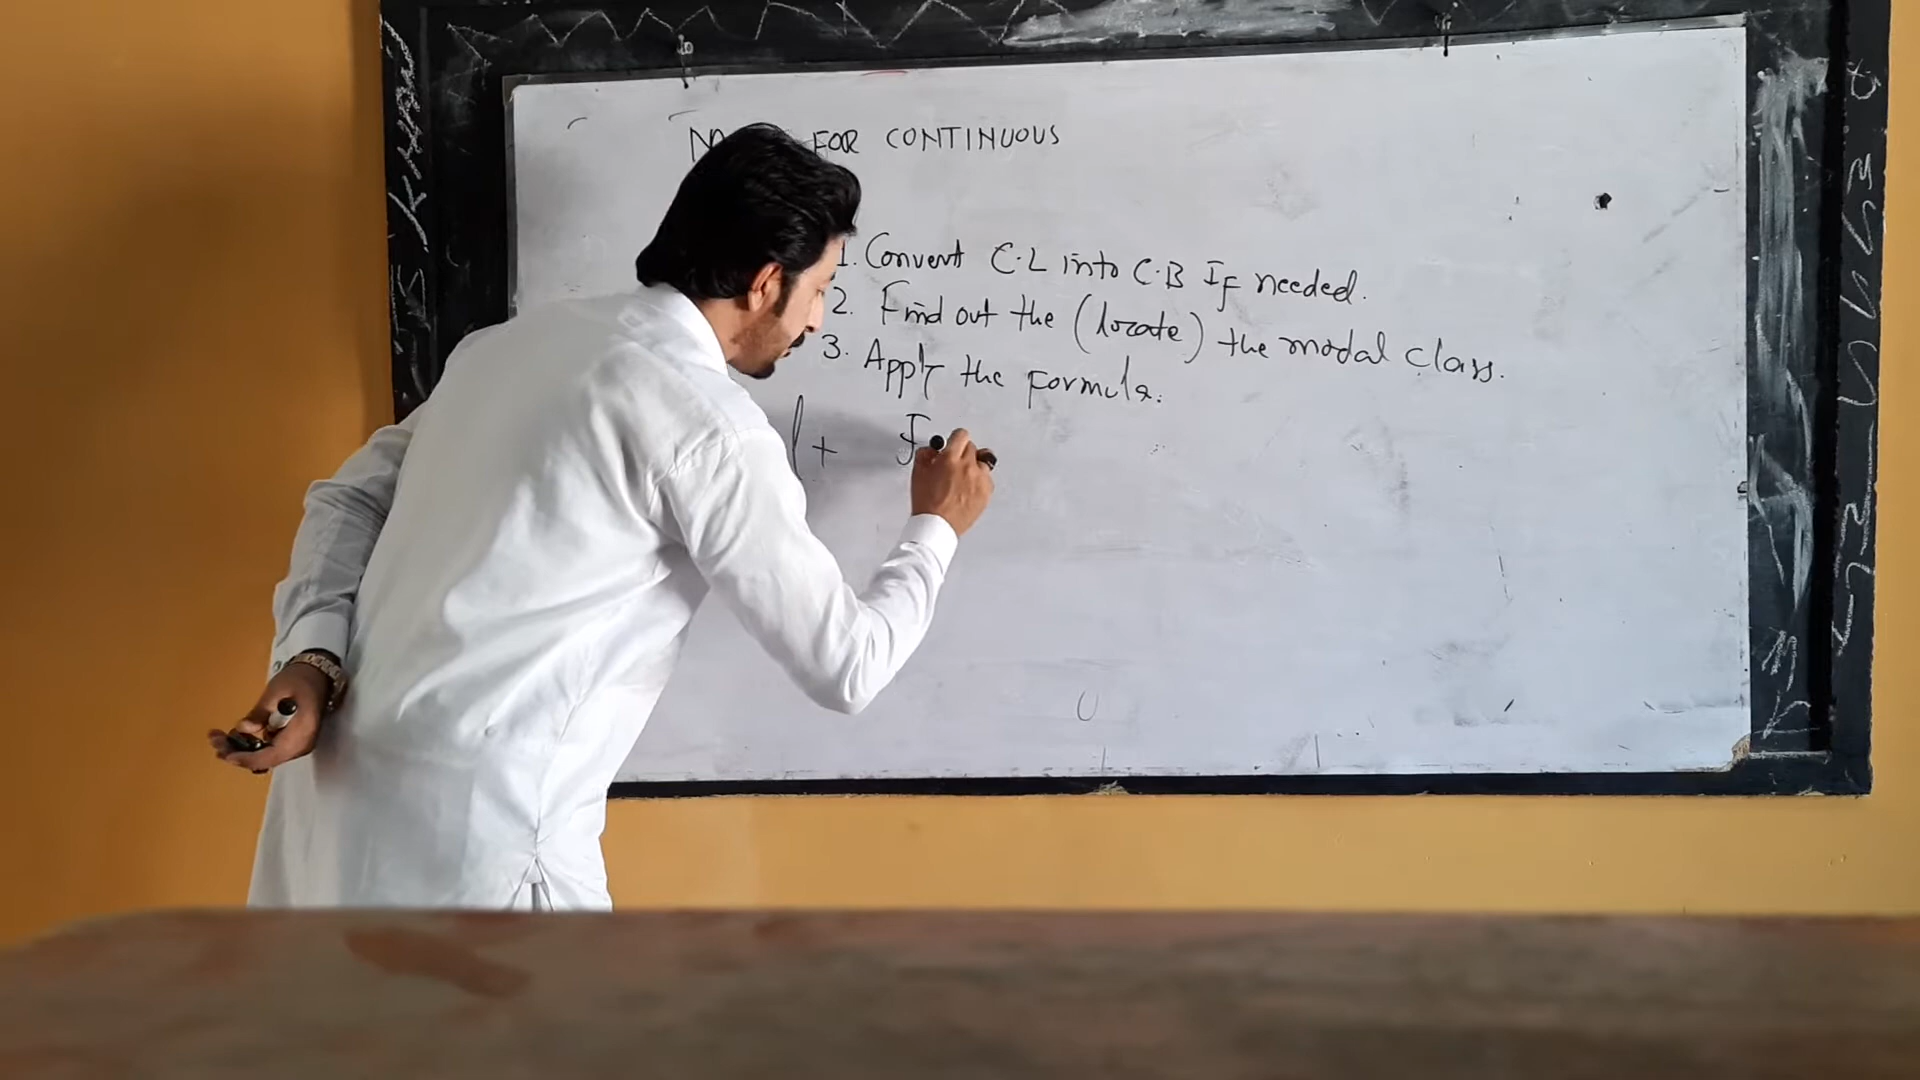 FOR CONTINUOUS
1. Convert C.L into C.B If needed.
2. Find out the (locate) the modal class.
3. Apply the formula.
l + F